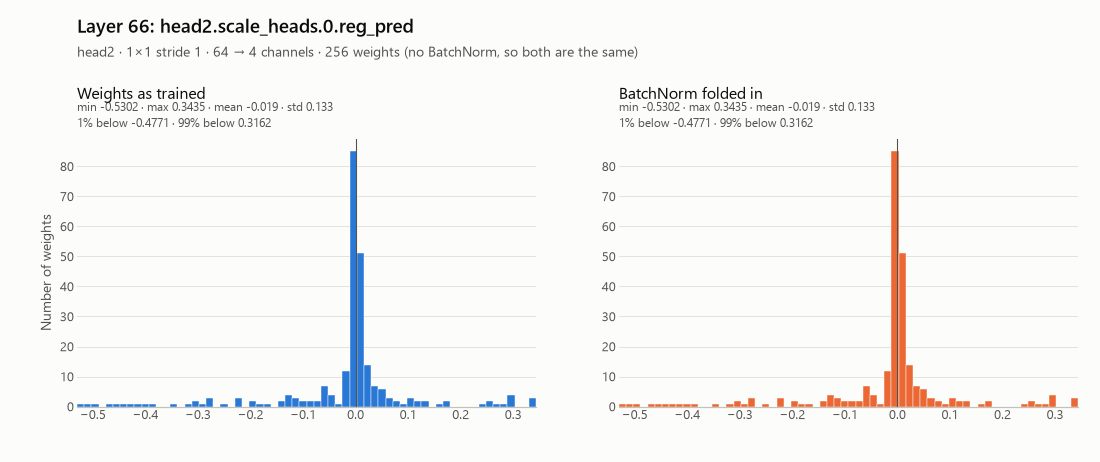 Layer 66: head2.scale_heads.0.reg_pred
head2 · 1×1 stride 1 · 64 → 4 channels · 256 weights (no BatchNorm, so both are the same)
Weights as trained
min -0.5302 · max 0.3435 · mean -0.019 · std 0.133
1% below -0.4771 · 99% below 0.3162
Number of weights
80
70
60
50
40
30
20
10
0
−0.5 −0.4 −0.3 −0.2 −0.1 0.0 0.1 0.2 0.3
BatchNorm folded in
min -0.5302 · max 0.3435 · mean -0.019 · std 0.133
1% below -0.4771 · 99% below 0.3162
80
70
60
50
40
30
20
10
0
−0.5 −0.4 −0.3 −0.2 −0.1 0.0 0.1 0.2 0.3